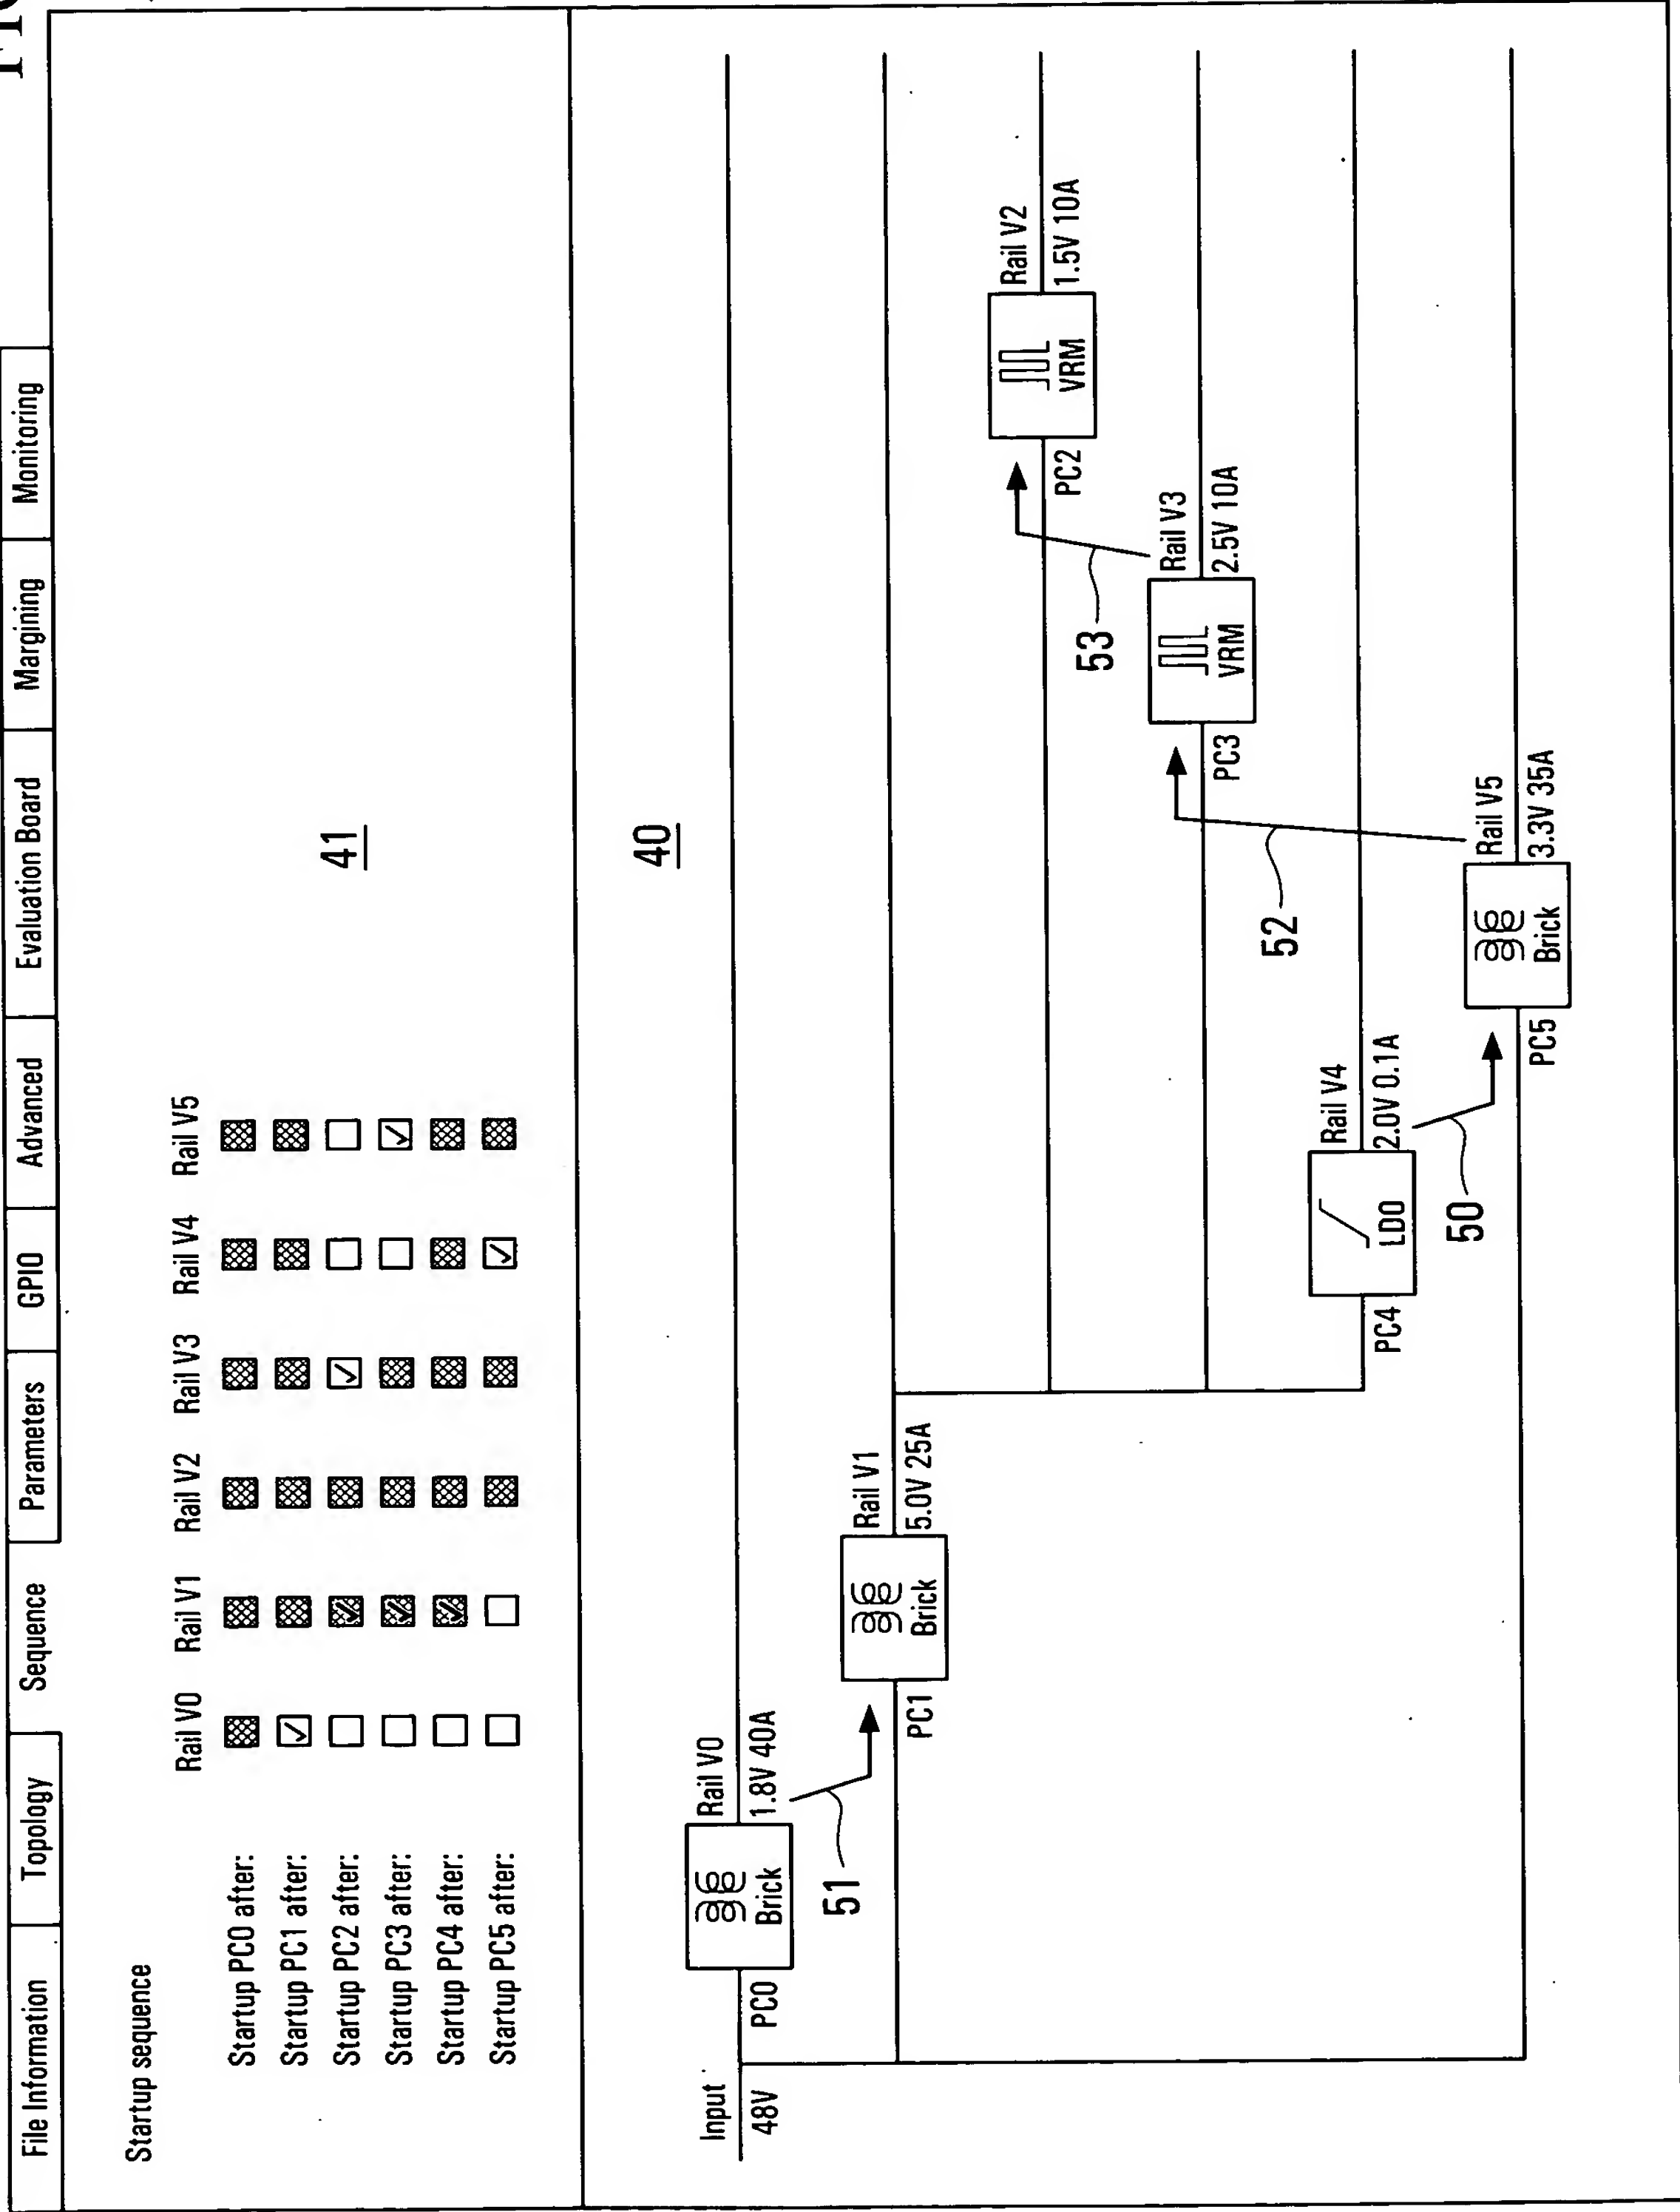 File Information Topology Sequence Parameters GPIO Advanced Evaluation Board Margining Monitoring
Startup sequence
Rail V0 Rail V1 Rail V2 Rail V3 Rail V4 Rail V5
Startup PC0 after:
Startup PC1 after:
Startup PC2 after:
Startup PC3 after:
Startup PC4 after:
Startup PC5 after:
41
40
Input
48V
PC0
Brick
Rail V0
1.8V 40A
51
PC1
Brick
Rail V1
5.0V 25A
PC2
VRM
Rail V2
1.5V 10A
53
PC3
VRM
Rail V3
2.5V 10A
52
PC4
LDO
Rail V4
2.0V 0.1A
50
PC5
Brick
Rail V5
3.3V 35A